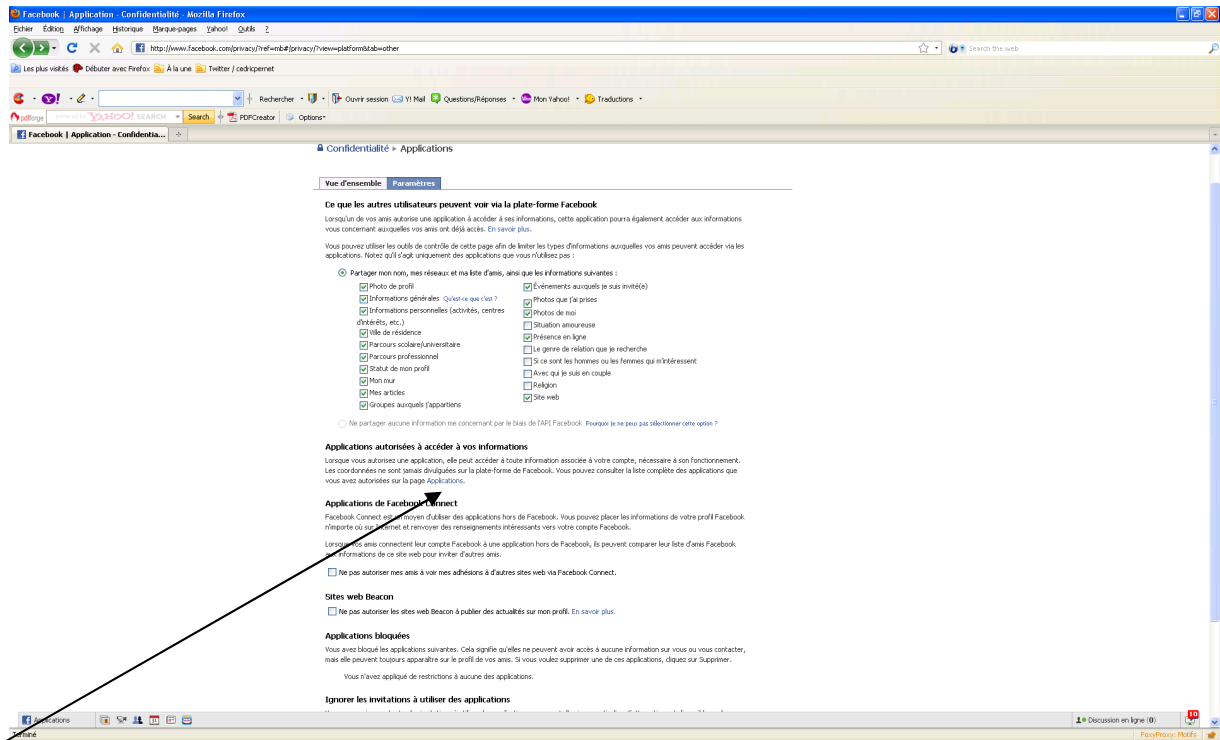 Facebook | Application - Confidentialité - Mozilla Firefox
Fichier Édition Affichage Historique Marque-pages Yahoo! Outils ?
http://www.facebook.com/privacy/?ref=mb#/privacy/?view=platform&tab=other
Search the web
Les plus visités Débuter avec Firefox À la une Twitter / cedricpernet
Y! Rechercher Ouvrir session Y! Mail Questions/Réponses Mon Yahoo! Traductions
pdfforge powered by YAHOO! SEARCH Search PDFCreator Options
Facebook | Application - Confidentia...
Confidentialité ▸ Applications
Vue d'ensemble Paramètres
Ce que les autres utilisateurs peuvent voir via la plate-forme Facebook
Lorsqu'un de vos amis autorise une application à accéder à ses informations, cette application pourra également accéder aux informations
vous concernant auxquelles vos amis ont déjà accès. En savoir plus.
Vous pouvez utiliser les outils de contrôle de cette page afin de limiter les types d'informations auxquelles vos amis peuvent accéder via les
applications. Notez qu'il s'agit uniquement des applications que vous n'utilisez pas :
Partager mon nom, mes réseaux et ma liste d'amis, ainsi que les informations suivantes :
Photo de profil
Informations générales Qu'est-ce que c'est ?
Informations personnelles (activités, centres
d'intérêts, etc.)
Ville de résidence
Parcours scolaire/universitaire
Parcours professionnel
Statut de mon profil
Mon mur
Mes articles
Groupes auxquels j'appartiens
Événements auxquels je suis invité(e)
Photos que j'ai prises
Photos de moi
Situation amoureuse
Présence en ligne
Le genre de relation que je recherche
Si ce sont les hommes ou les femmes qui m'intéressent
Avec qui je suis en couple
Religion
Site web
Ne partager aucune information me concernant par le biais de l'API Facebook Pourquoi je ne peux pas sélectionner cette option ?
Applications autorisées à accéder à vos informations
Lorsque vous autorisez une application, elle peut accéder à toute information associée à votre compte, nécessaire à son fonctionnement.
Les coordonnées ne sont jamais divulguées sur la plate-forme de Facebook. Vous pouvez consulter la liste complète des applications que
vous avez autorisées sur la page Applications.
Applications de Facebook Connect
Facebook Connect est un moyen d'utiliser des applications hors de Facebook. Vous pouvez placer les informations de votre profil Facebook
n'importe où sur Internet et renvoyer des renseignements intéressants vers votre compte Facebook.
Lorsque vos amis connectent leur compte Facebook à une application hors de Facebook, ils peuvent comparer leur liste d'amis Facebook
aux informations de ce site web pour inviter d'autres amis.
Ne pas autoriser mes amis à voir mes adhésions à d'autres sites web via Facebook Connect.
Sites web Beacon
Ne pas autoriser les sites web Beacon à publier des actualités sur mon profil. En savoir plus.
Applications bloquées
Vous avez bloqué les applications suivantes. Cela signifie qu'elles ne peuvent avoir accès à aucune information sur vous ou vous contacter,
mais elle peuvent toujours apparaître sur le profil de vos amis. Si vous voulez supprimer une de ces applications, cliquez sur Supprimer.
Vous n'avez appliqué de restrictions à aucune des applications.
Ignorer les invitations à utiliser des applications
Applications
Discussion en ligne (0)
10
Terminé
FoxyProxy: Motifs